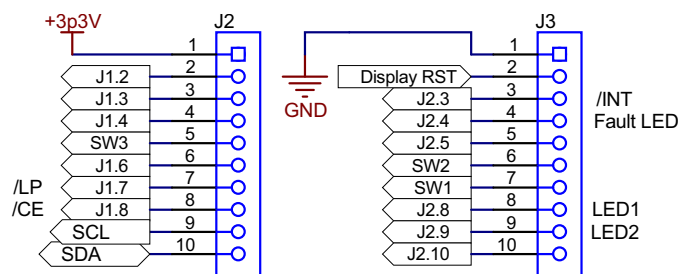 +3p3V J2 J3
1 1
J1.2 2 Display RST 2
J1.3 3 GND J2.3 3 /INT
J1.4 4 J2.4 4 Fault LED
SW3 5 J2.5 5
J1.6 6 SW2 6
/LP J1.7 7 SW1 7
/CE J1.8 8 J2.8 8 LED1
SCL 9 J2.9 9 LED2
SDA 10 J2.10 10